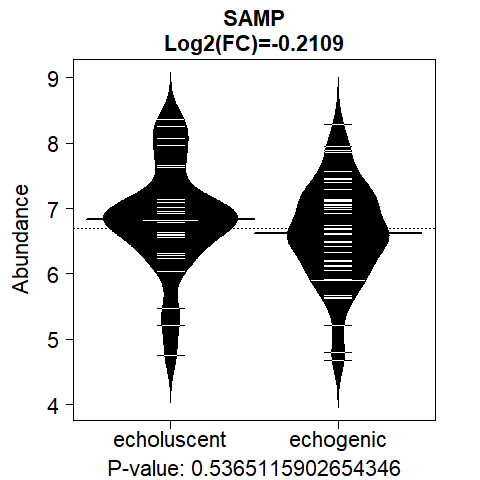 SAMP
Log2(FC)=-0.2109
Abundance
9
8
7
6
5
4
echoluscent echogenic
P-value: 0.5365115902654346